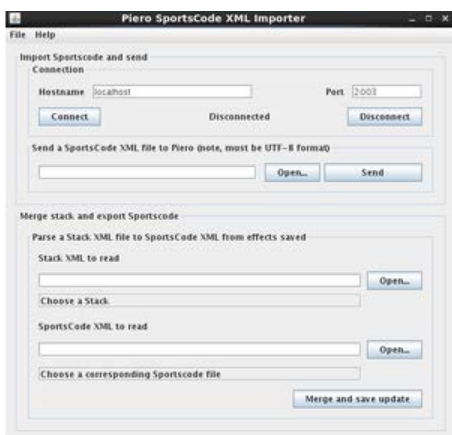 Piero SportsCode XML Importer
File Help
Import Sportscode and send
Connection
Hostname localhost Port 2003
Connect Disconnected Disconnect
Send a SportsCode XML file to Piero (note, must be UTF-8 format)
Open... Send
Merge stack and export Sportscode
Parse a Stack XML file to SportsCode XML from effects saved
Stack XML to read
Open...
Choose a Stack
SportsCode XML to read
Open...
Choose a corresponding Sportscode file
Merge and save update